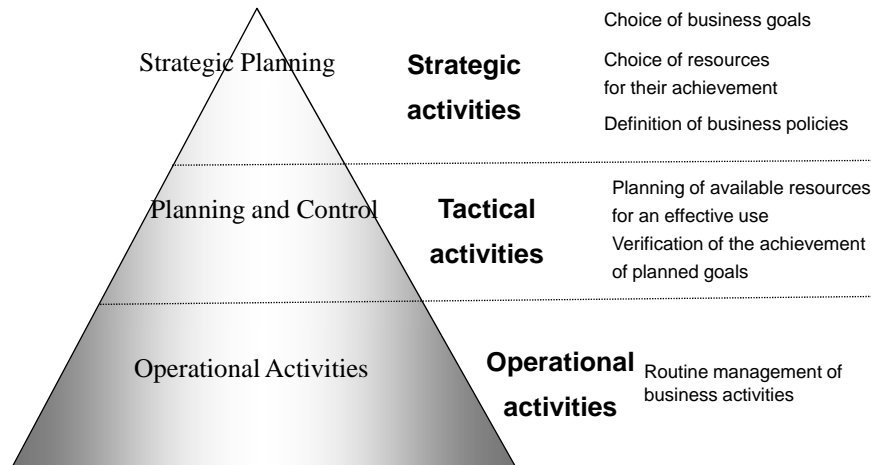 Strategic Planning
Strategic
activities
Choice of business goals
Choice of resources
for their achievement
Definition of business policies
Planning and Control
Tactical
activities
Planning of available resources
for an effective use
Verification of the achievement
of planned goals
Operational Activities
Operational
activities
Routine management of
business activities